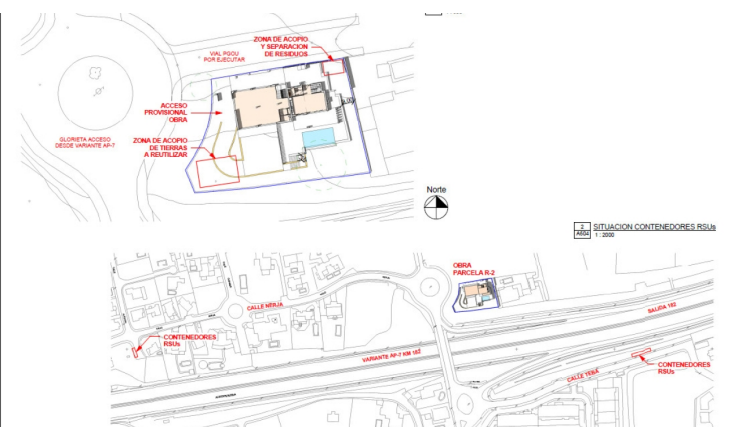 ZONA DE ACOPIO
Y SEPARACION
DE RESIDUOS
VIAL PGOU
POR EJECUTAR
ACCESO
PROVISIONAL
OBRA
GLORIETA ACCESO
DESDE VARIANTE AP-7
ZONA DE ACOPIO
DE TIERRAS
A REUTILIZAR
Norte
2 SITUACION CONTENEDORES RSUs
A604 1 : 2000
OBRA
PARCELA R-2
CALLE NERJA
SALIDA 182
CONTENEDORES
RSUs
VARIANTE AP-7 KM 182
CALLE YEBA
CONTENEDORES
RSUs